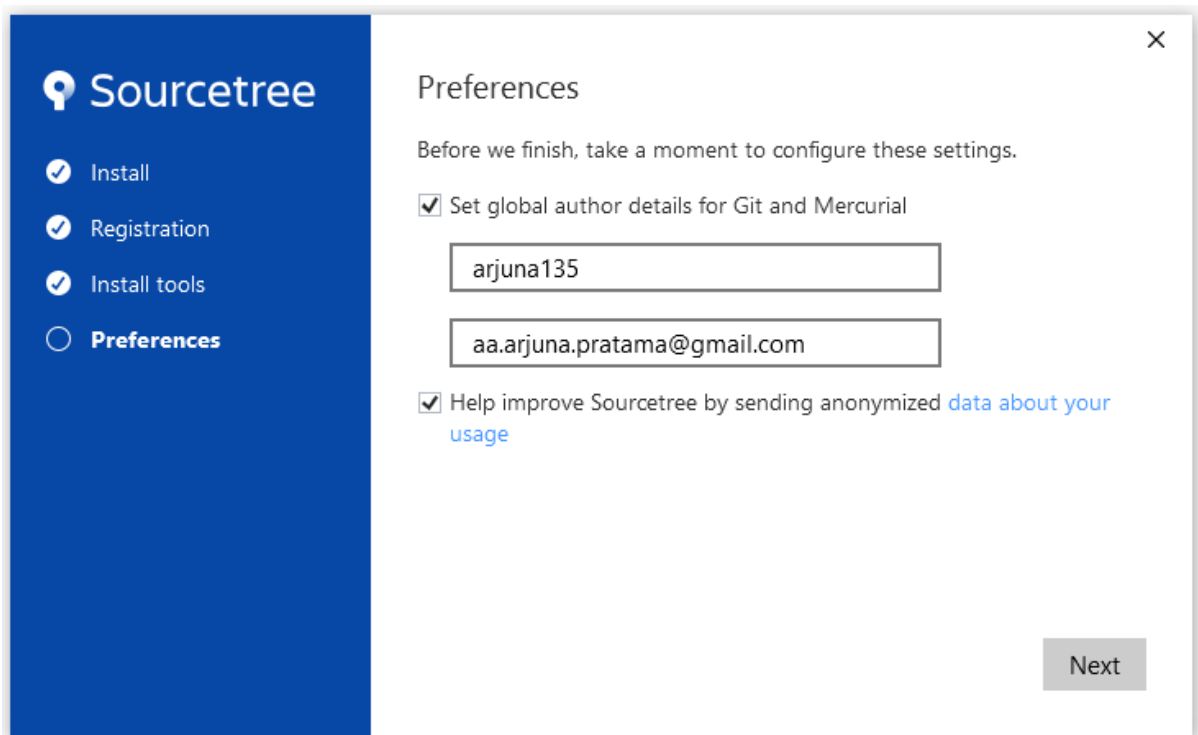 Sourcetree
Install
Registration
Install tools
Preferences
Preferences
Before we finish, take a moment to configure these settings.
Set global author details for Git and Mercurial
arjuna135
aa.arjuna.pratama@gmail.com
Help improve Sourcetree by sending anonymized data about your
usage
Next